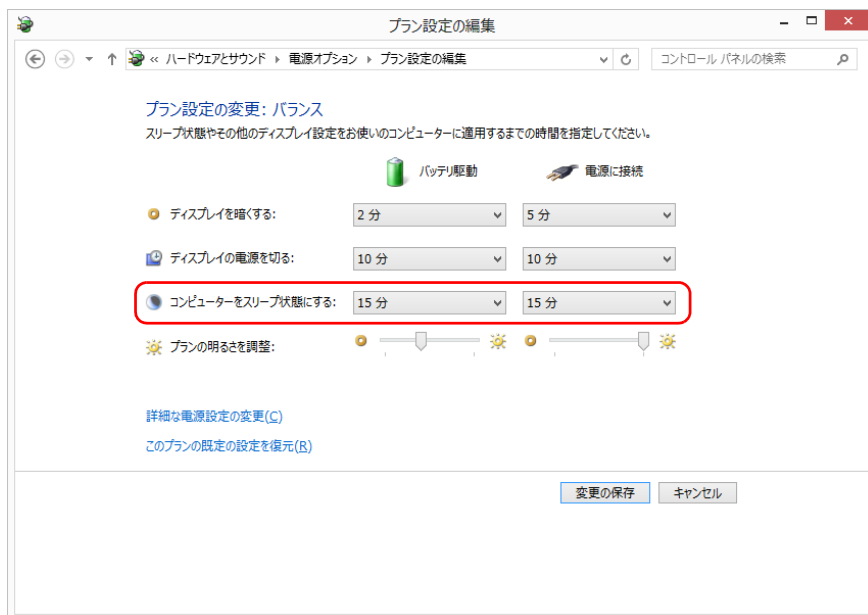 プラン設定の編集
« ハードウェアとサウンド ▸ 電源オプション ▸ プラン設定の編集
コントロール パネルの検索
プラン設定の変更: バランス
スリープ状態やその他のディスプレイ設定をお使いのコンピューターに適用するまでの時間を指定してください。
バッテリ駆動 電源に接続
ディスプレイを暗くする: 2 分 5 分
ディスプレイの電源を切る: 10 分 10 分
コンピューターをスリープ状態にする: 15 分 15 分
プランの明るさを調整:
詳細な電源設定の変更(C)
このプランの既定の設定を復元(R)
変更の保存 キャンセル